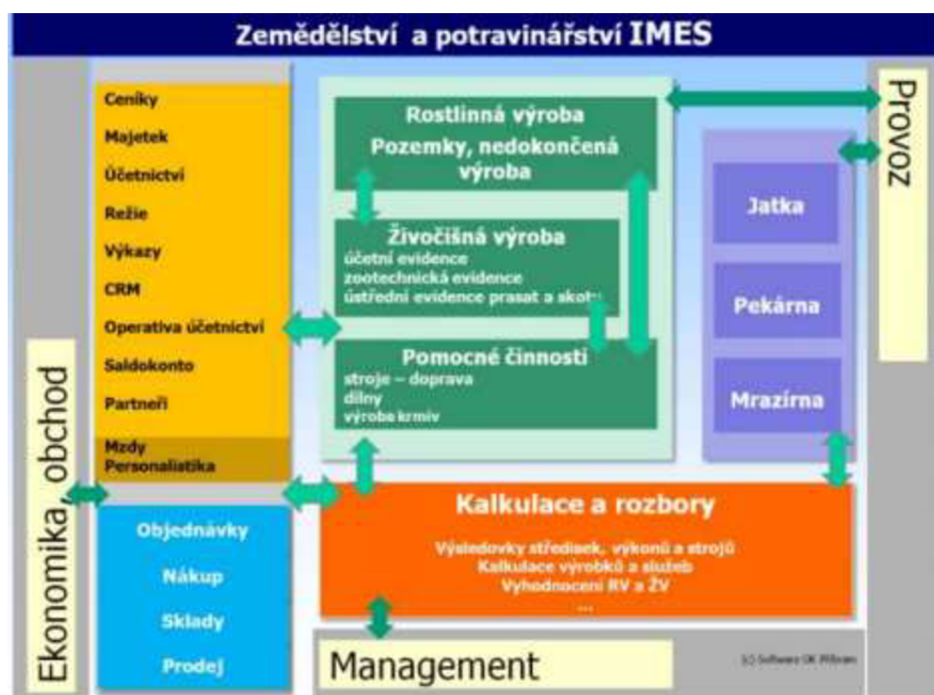 Zemědělství a potravinářství IMES
Ekonomika, obchod
Ceníky
Majetek
Účetnictví
Režie
Výkazy
CRM
Operativa účetnictví
Saldokonto
Partneři
Mzdy
Personalistika
Objednávky
Nákup
Sklady
Prodej
Rostlinná výroba
Pozemky, nedokončená
výroba
Živočišná výroba
účetní evidence
zootechnická evidence
ústřední evidence prasat a skotu
Pomocné činnosti
stroje – doprava
dílny
výroba krmiv
Jatka
Pekárna
Mrazírna
Provoz
Kalkulace a rozbory
Výsledovky středisek, výkonů a strojů
Kalkulace výrobků a služeb
Vyhodnocení RV a ŽV
...
Management
(c) Software OK Příbram